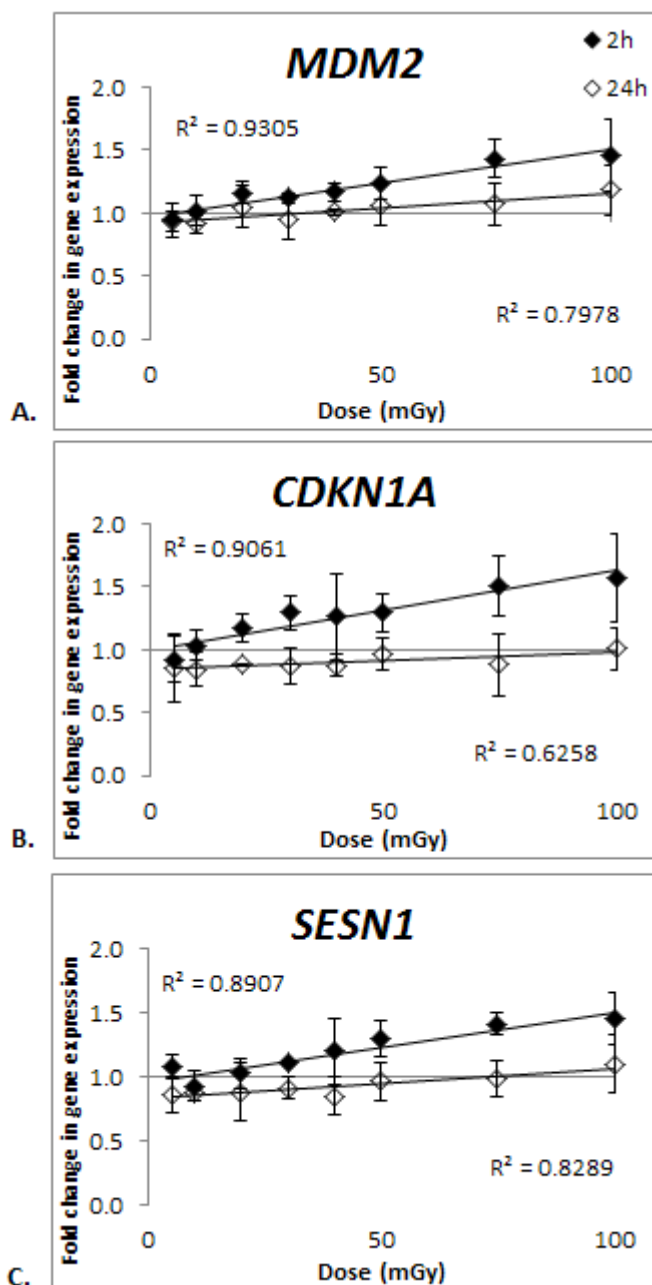 MDM2
2h
24h
R² = 0.9305
R² = 0.7978
Fold change in gene expression
2.0
1.5
1.0
0.5
0.0
0
50
100
Dose (mGy)
A.
CDKN1A
R² = 0.9061
R² = 0.6258
Fold change in gene expression
2.0
1.5
1.0
0.5
0.0
0
50
100
Dose (mGy)
B.
SESN1
R² = 0.8907
R² = 0.8289
Fold change in gene expression
2.0
1.5
1.0
0.5
0.0
0
50
100
Dose (mGy)
C.